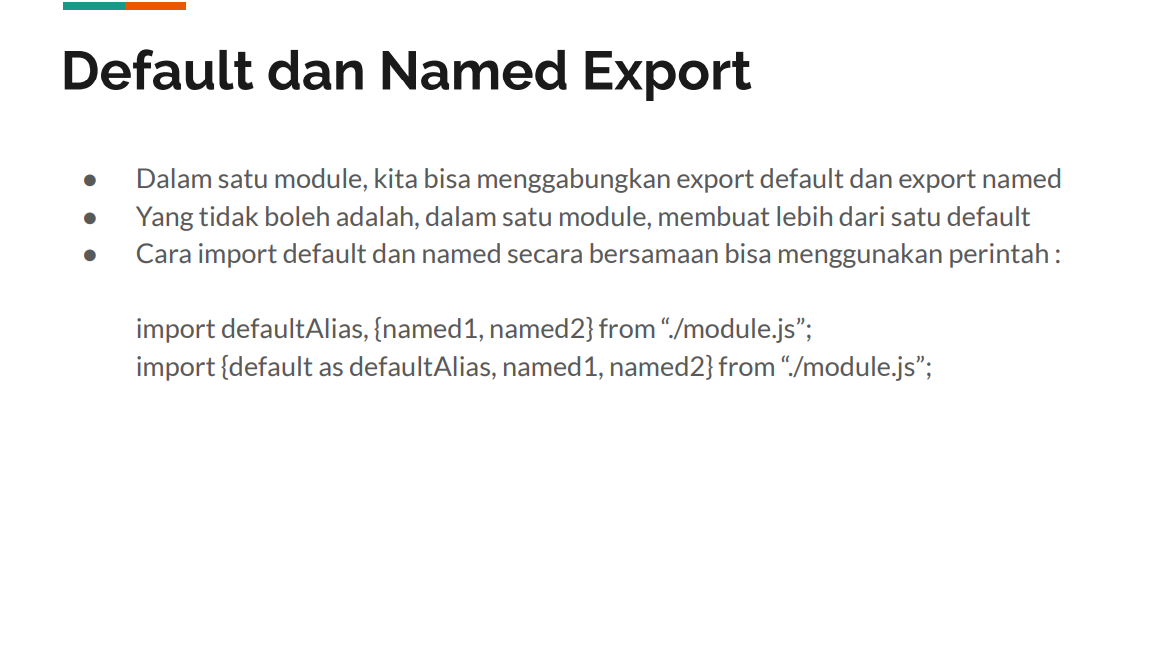 Default dan Named Export
● Dalam satu module, kita bisa menggabungkan export default dan export named
● Yang tidak boleh adalah, dalam satu module, membuat lebih dari satu default
● Cara import default dan named secara bersamaan bisa menggunakan perintah :
import defaultAlias, {named1, named2} from “./module.js”;
import {default as defaultAlias, named1, named2} from “./module.js”;